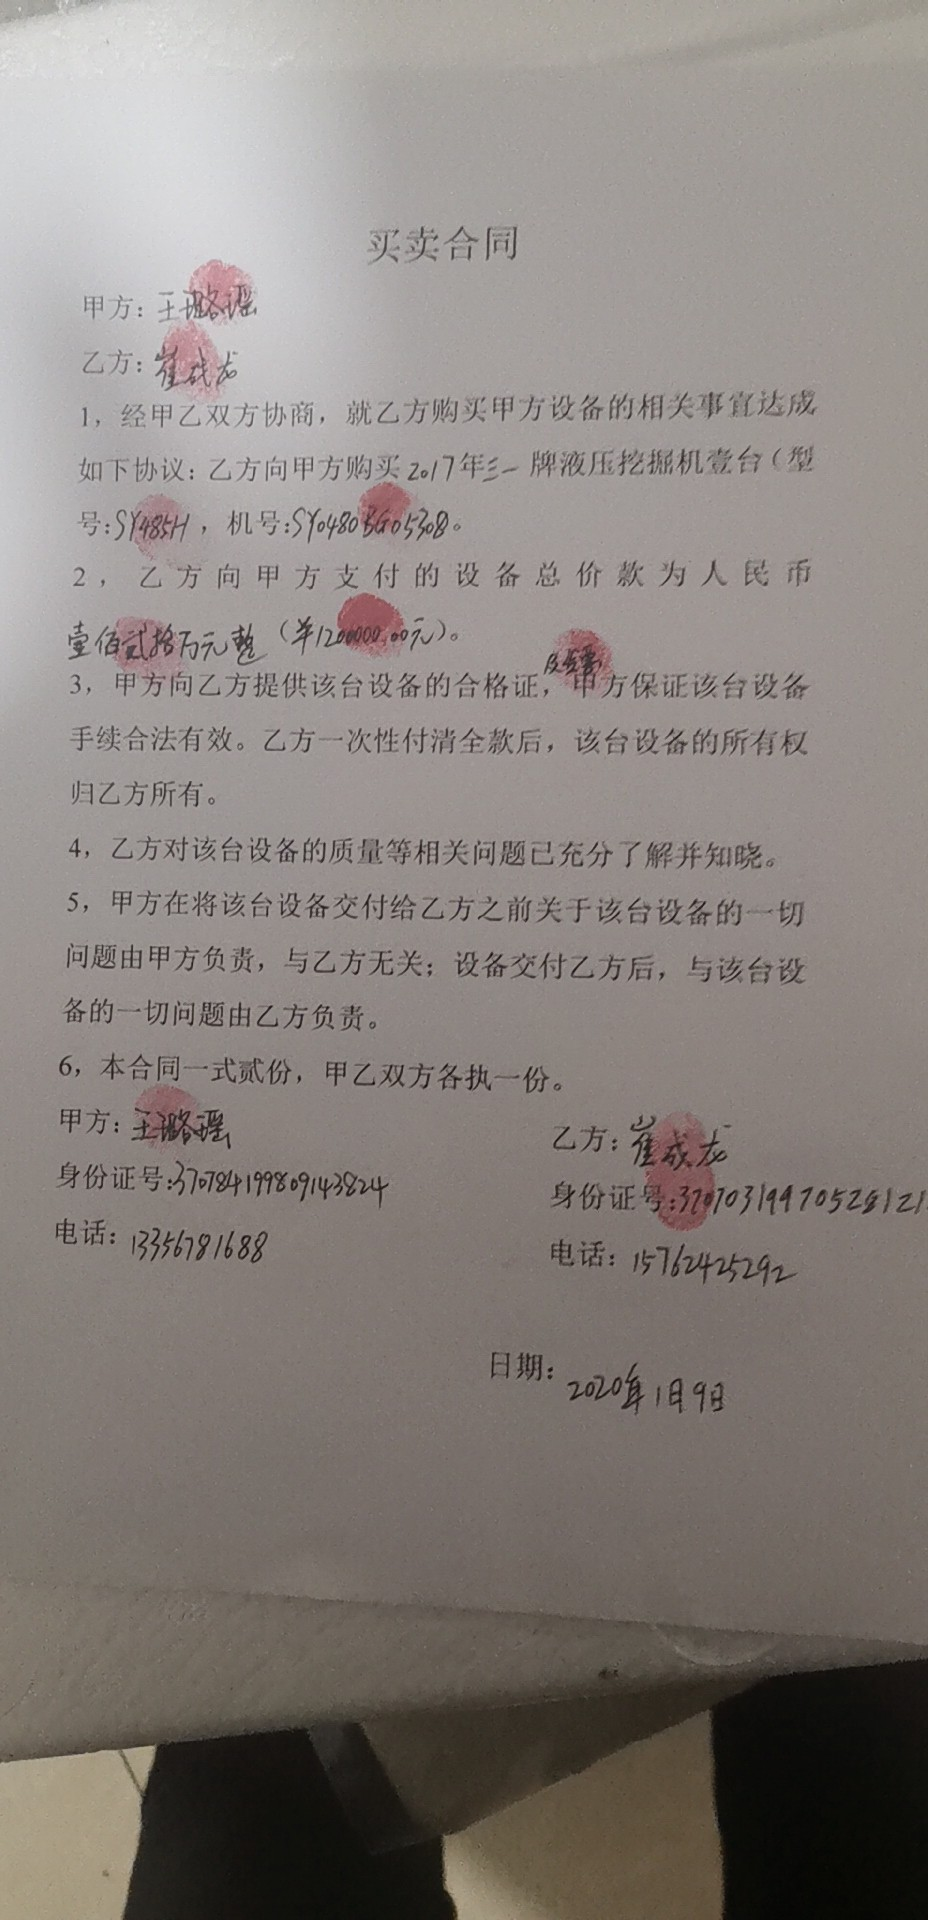 买卖合同
甲方：王璐瑶
乙方：崔成龙
1，经甲乙双方协商，就乙方购买甲方设备的相关事宜达成
如下协议：乙方向甲方购买2017年三一牌液压挖掘机壹台（型
号:SY485H，机号:SY0480BG05308。
2，乙方向甲方支付的设备总价款为人民币
壹佰贰拾万元整（￥1200000.00元）。
及发票
3，甲方向乙方提供该台设备的合格证，甲方保证该台设备
手续合法有效。乙方一次性付清全款后，该台设备的所有权
归乙方所有。
4，乙方对该台设备的质量等相关问题已充分了解并知晓。
5，甲方在将该台设备交付给乙方之前关于该台设备的一切
问题由甲方负责，与乙方无关；设备交付乙方后，与该台设
备的一切问题由乙方负责。
6，本合同一式贰份，甲乙双方各执一份。
甲方：王璐瑶
乙方：崔成龙
身份证号:370784199809143824
身份证号:37070319970528121
电话：13356781688
电话：15762425292
日期：2020年1月9日